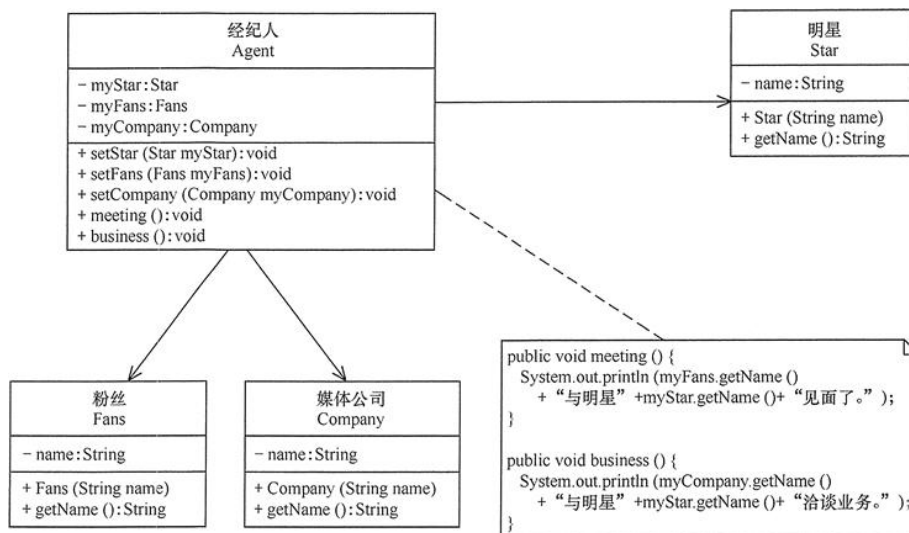 经纪人
Agent
- myStar:Star
- myFans:Fans
- myCompany:Company
+ setStar (Star myStar):void
+ setFans (Fans myFans):void
+ setCompany (Company myCompany):void
+ meeting ():void
+ business ():void
明星
Star
- name:String
+ Star (String name)
+ getName ():String
粉丝
Fans
- name:String
+ Fans (String name)
+ getName ():String
媒体公司
Company
- name:String
+ Company (String name)
+ getName ():String
public void meeting () {
System.out.println (myFans.getName ()
+ “与明星” +myStar.getName ()+ “见面了。”);
}
public void business () {
System.out.println (myCompany.getName ()
+ “与明星” +myStar.getName ()+ “洽谈业务。”);
}